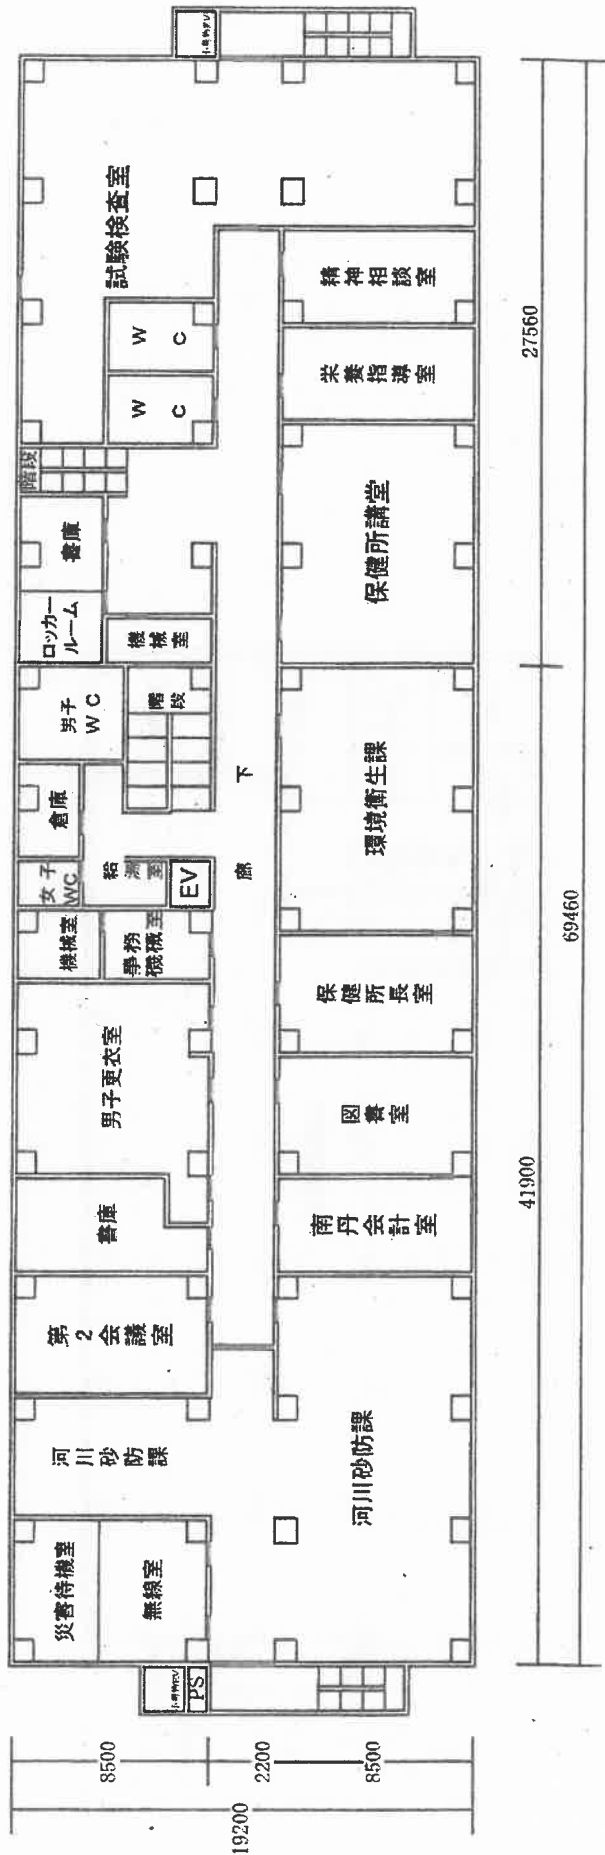 8500
2200
8500
19200
PS
災害待機室
無線室
河川砂防課
第2会議室
書庫
男子更衣室
機械室
事務
機械室
女子
WC
給湯室
EV
倉庫
男子
WC
階段
ロッカー
ルーム
機械室
書庫
階段
WC
WC
試験検査室
廊下
河川砂防課
南丹会計室
図書室
保健所長室
環境衛生課
保健所講堂
栄養指導室
精神相談室
41900
27560
69460